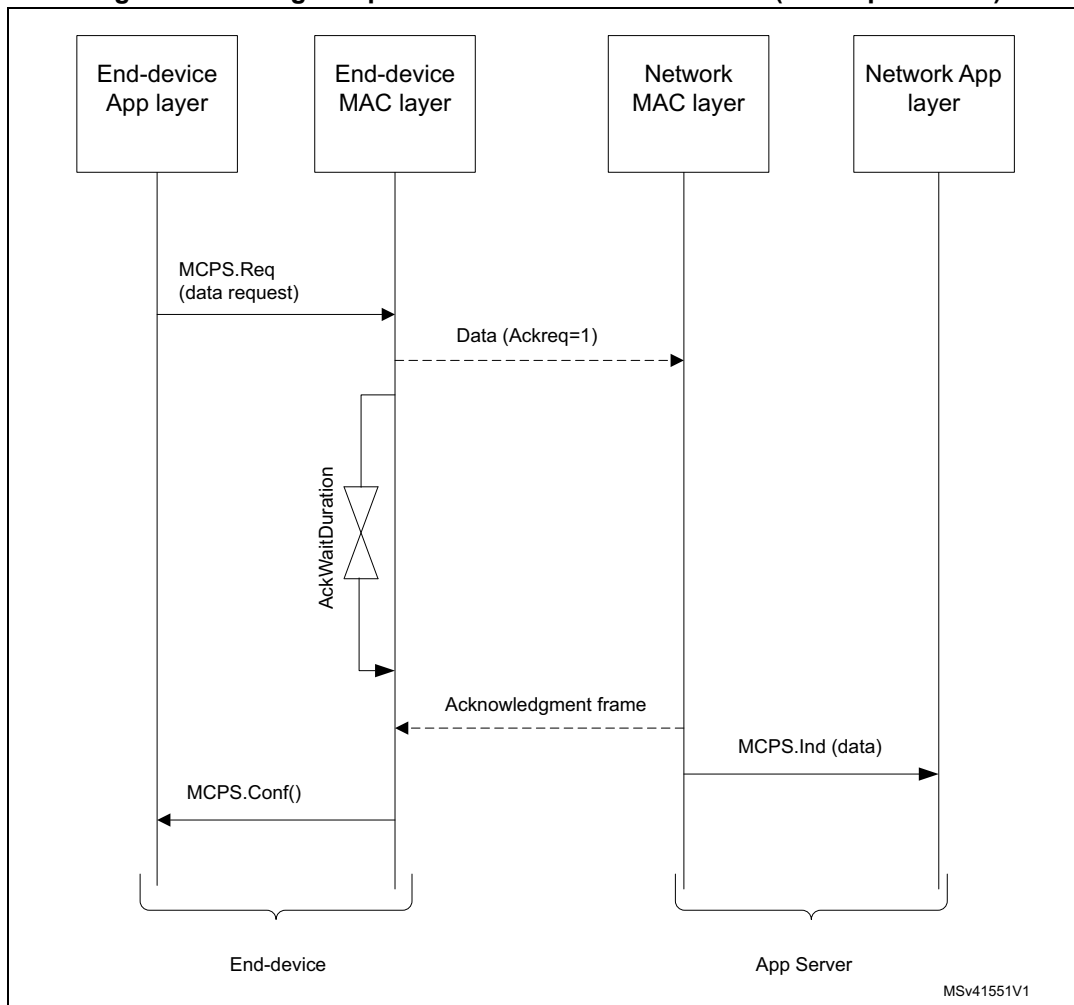 End-device
App layer
End-device
MAC layer
Network
MAC layer
Network App
layer
MCPS.Req
(data request)
Data (Ackreq=1)
AckWaitDuration
Acknowledgment frame
MCPS.Ind (data)
MCPS.Conf()
End-device
App Server
MSv41551V1